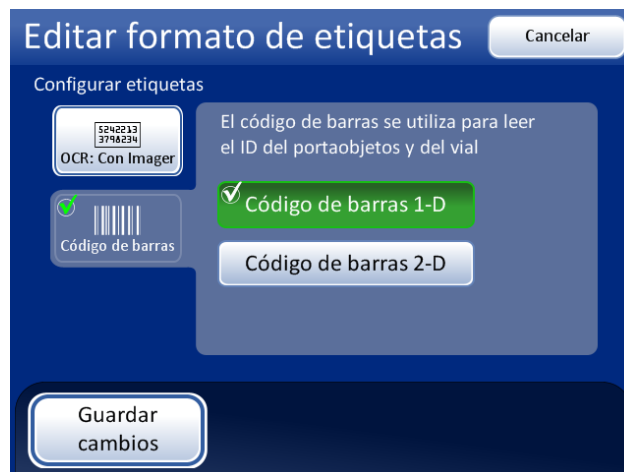 Editar formato de etiquetas
Cancelar
Configurar etiquetas
5242213
3798234
OCR: Con Imager
El código de barras se utiliza para leer
el ID del portaobjetos y del vial
Código de barras
Código de barras 1-D
Código de barras 2-D
Guardar
cambios